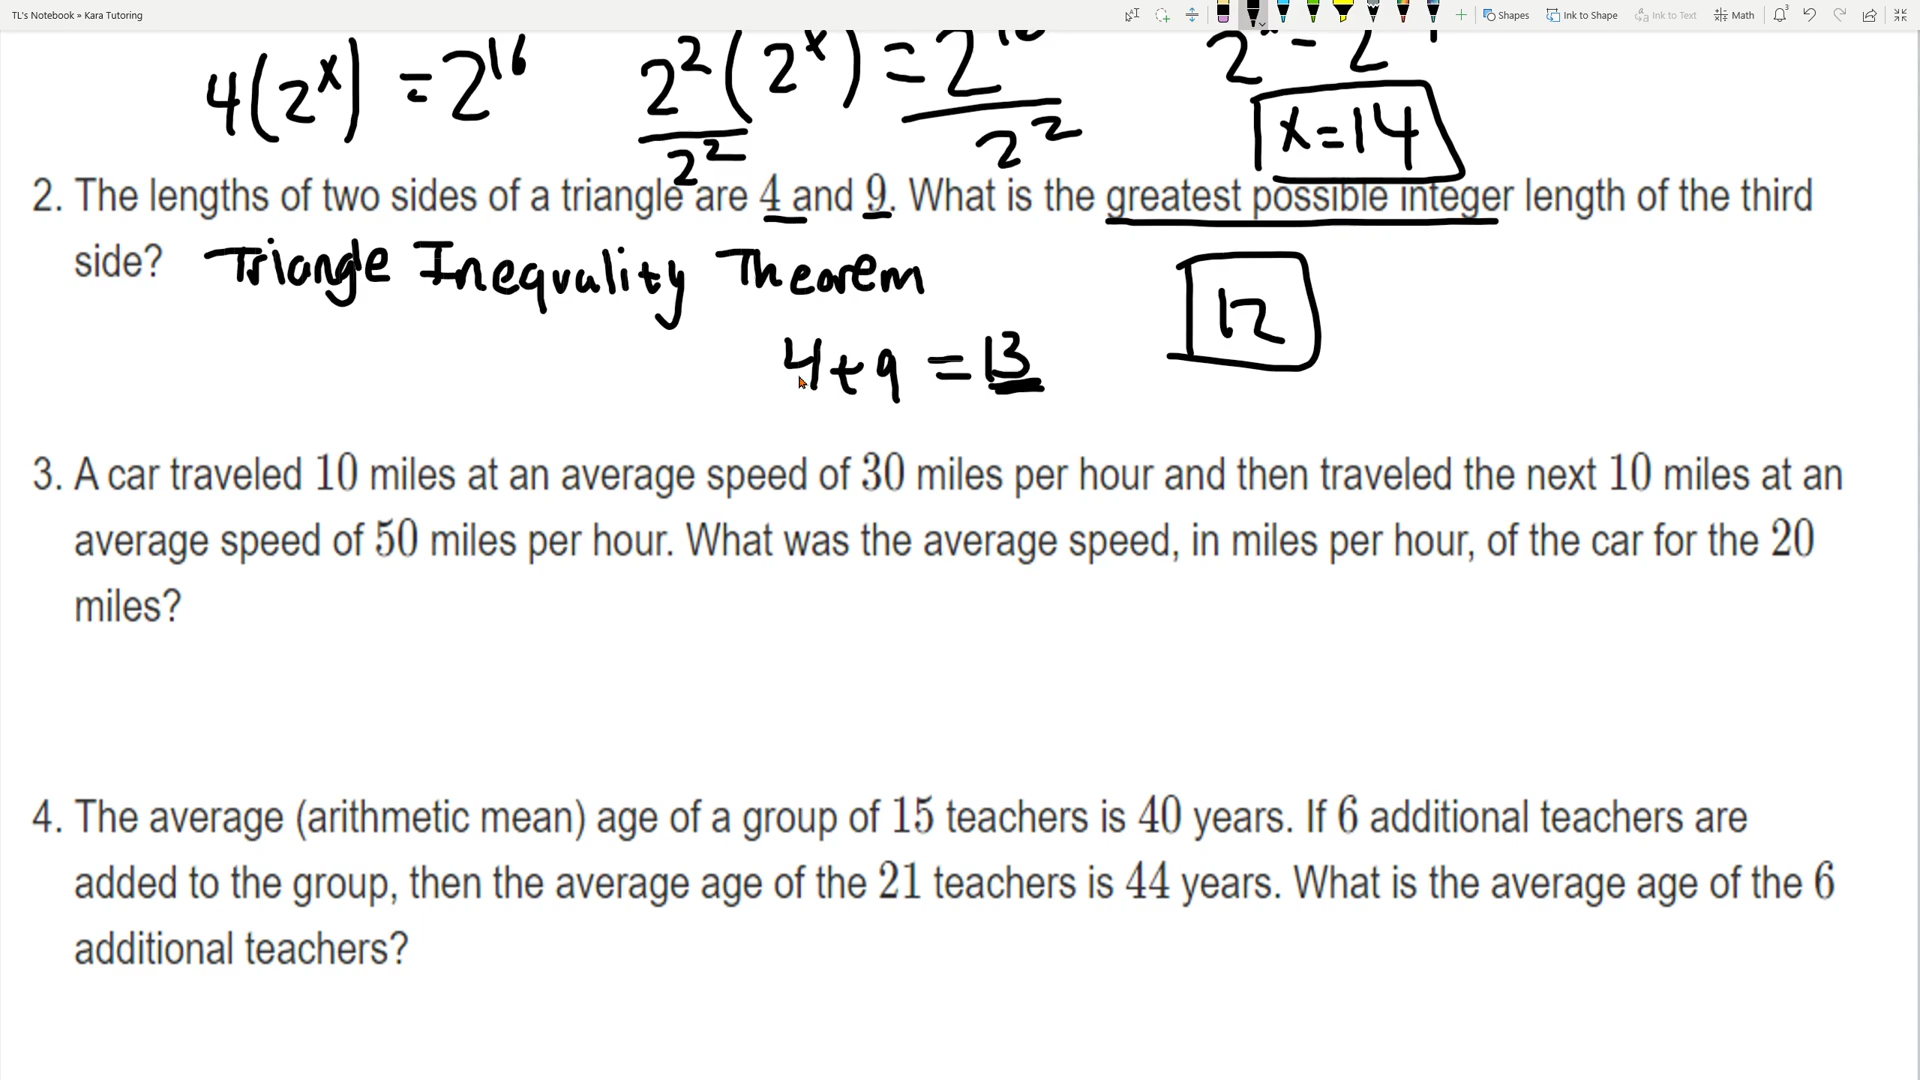 TL's Notebook » Kara Tutoring
Shapes Ink to Shape Ink to Text Math 3
4(2^x) = 2^16 2^2(2^x) = 2
2^2 2^2
x=14
2. The lengths of two sides of a triangle are 4 and 9. What is the greatest possible integer length of the third
side? Triangle Inequality Theorem
12
4+9 = 13
3. A car traveled 10 miles at an average speed of 30 miles per hour and then traveled the next 10 miles at an
average speed of 50 miles per hour. What was the average speed, in miles per hour, of the car for the 20
miles?
4. The average (arithmetic mean) age of a group of 15 teachers is 40 years. If 6 additional teachers are
added to the group, then the average age of the 21 teachers is 44 years. What is the average age of the 6
additional teachers?